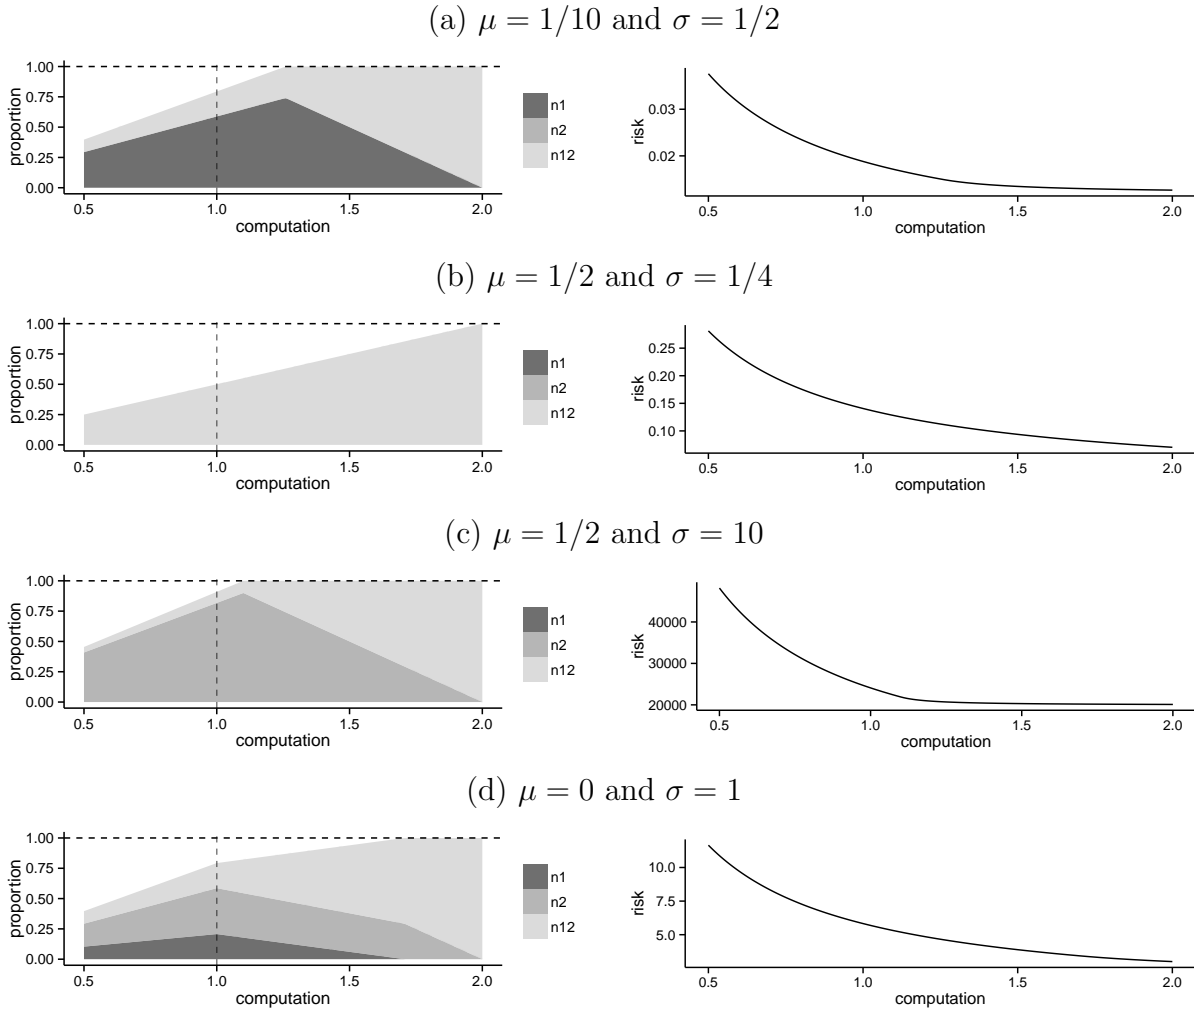 (a) μ = 1/10 and σ = 1/2
proportion
1.00
0.75
0.50
0.25
0.00
0.5 1.0 1.5 2.0
computation
n1
n2
n12
risk
0.03
0.02
0.5 1.0 1.5 2.0
computation
(b) μ = 1/2 and σ = 1/4
proportion
1.00
0.75
0.50
0.25
0.00
0.5 1.0 1.5 2.0
computation
n1
n2
n12
risk
0.25
0.20
0.15
0.10
0.5 1.0 1.5 2.0
computation
(c) μ = 1/2 and σ = 10
proportion
1.00
0.75
0.50
0.25
0.00
0.5 1.0 1.5 2.0
computation
n1
n2
n12
risk
40000
30000
20000
0.5 1.0 1.5 2.0
computation
(d) μ = 0 and σ = 1
proportion
1.00
0.75
0.50
0.25
0.00
0.5 1.0 1.5 2.0
computation
n1
n2
n12
risk
10.0
7.5
5.0
0.5 1.0 1.5 2.0
computation